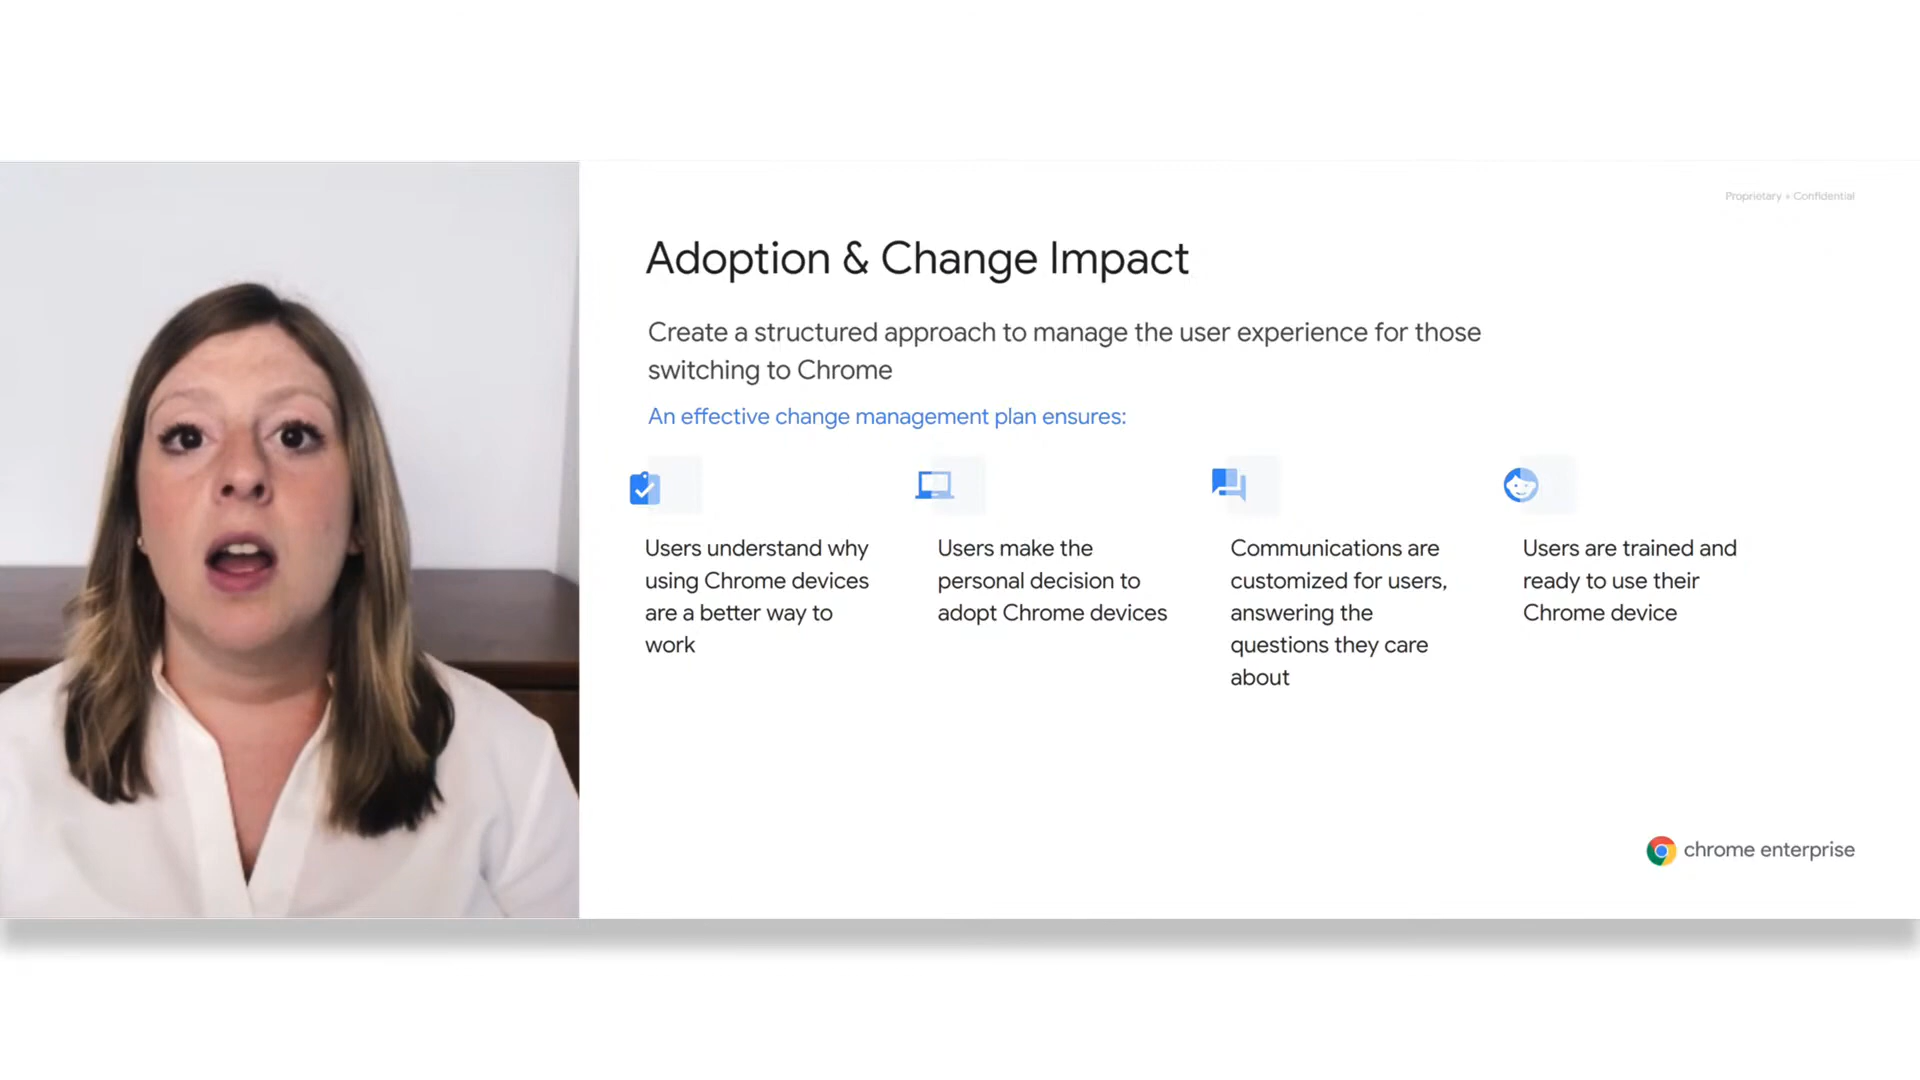 Proprietary + Confidential
Adoption & Change Impact
Create a structured approach to manage the user experience for those
switching to Chrome
An effective change management plan ensures:
Users understand why
using Chrome devices
are a better way to
work
Users make the
personal decision to
adopt Chrome devices
Communications are
customized for users,
answering the
questions they care
about
Users are trained and
ready to use their
Chrome device
chrome enterprise